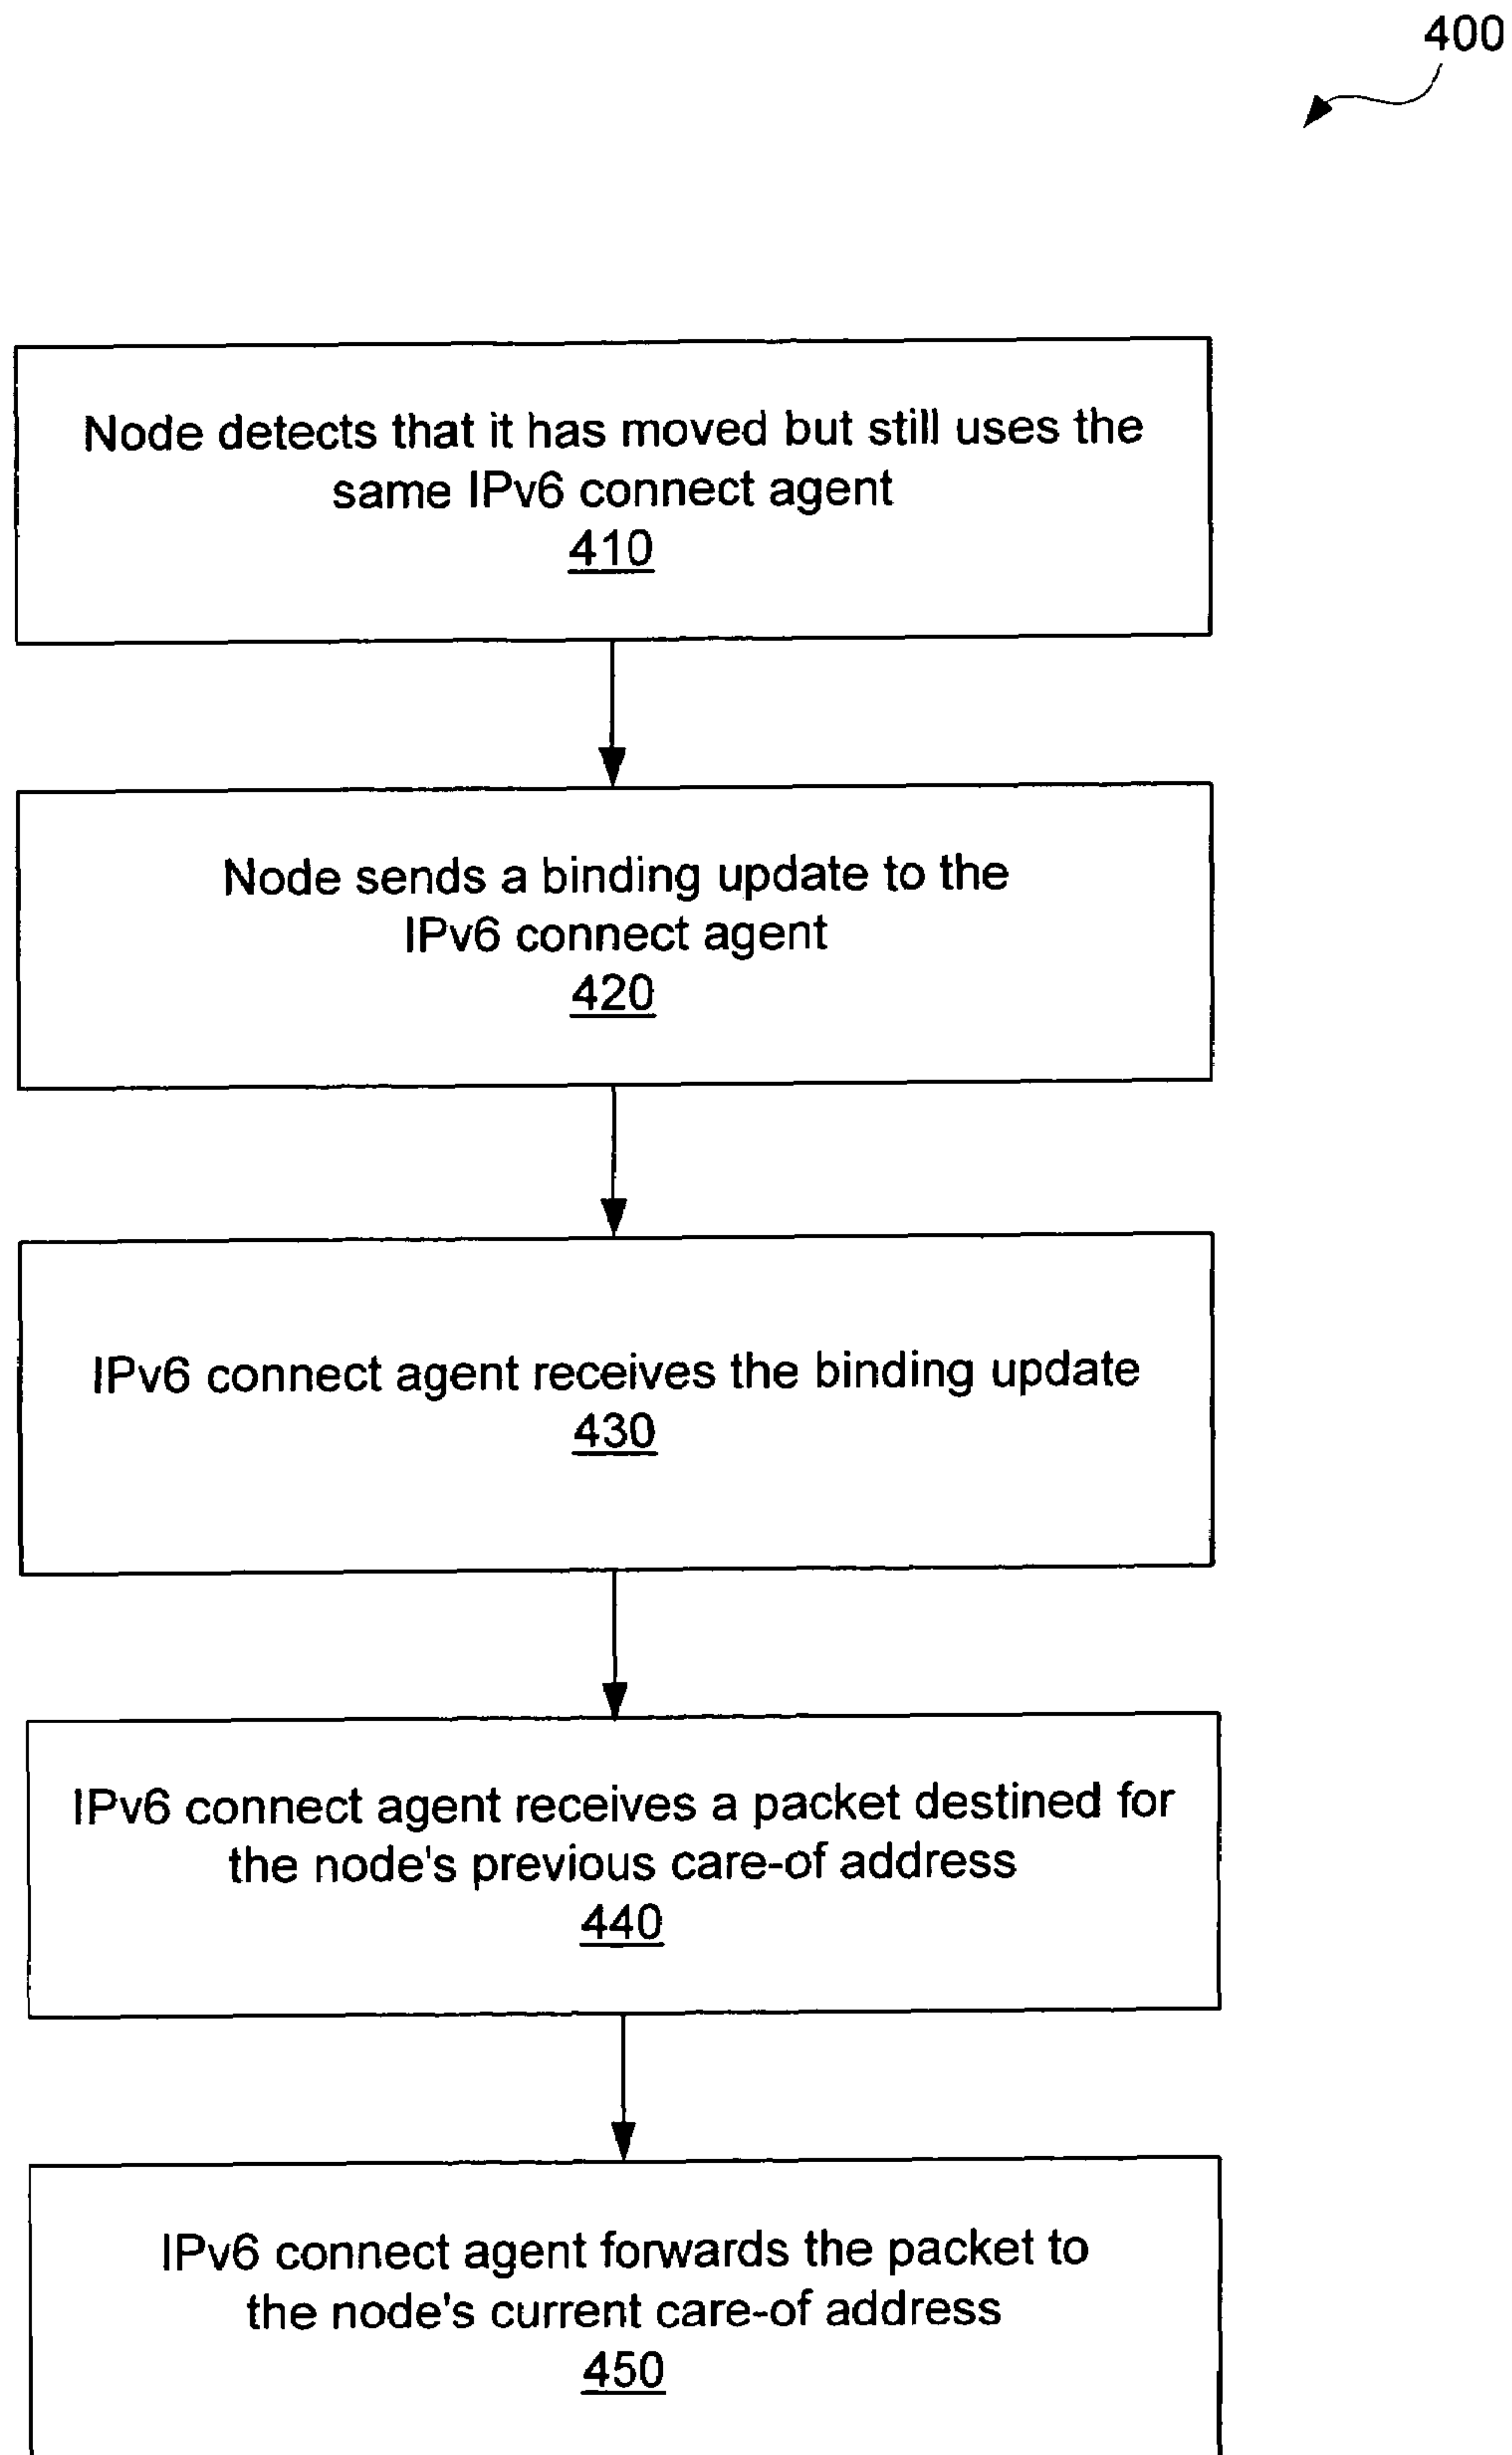 400
Node detects that it has moved but still uses the
same IPv6 connect agent
410
Node sends a binding update to the
IPv6 connect agent
420
IPv6 connect agent receives the binding update
430
IPv6 connect agent receives a packet destined for
the node's previous care-of address
440
IPv6 connect agent forwards the packet to
the node's current care-of address
450